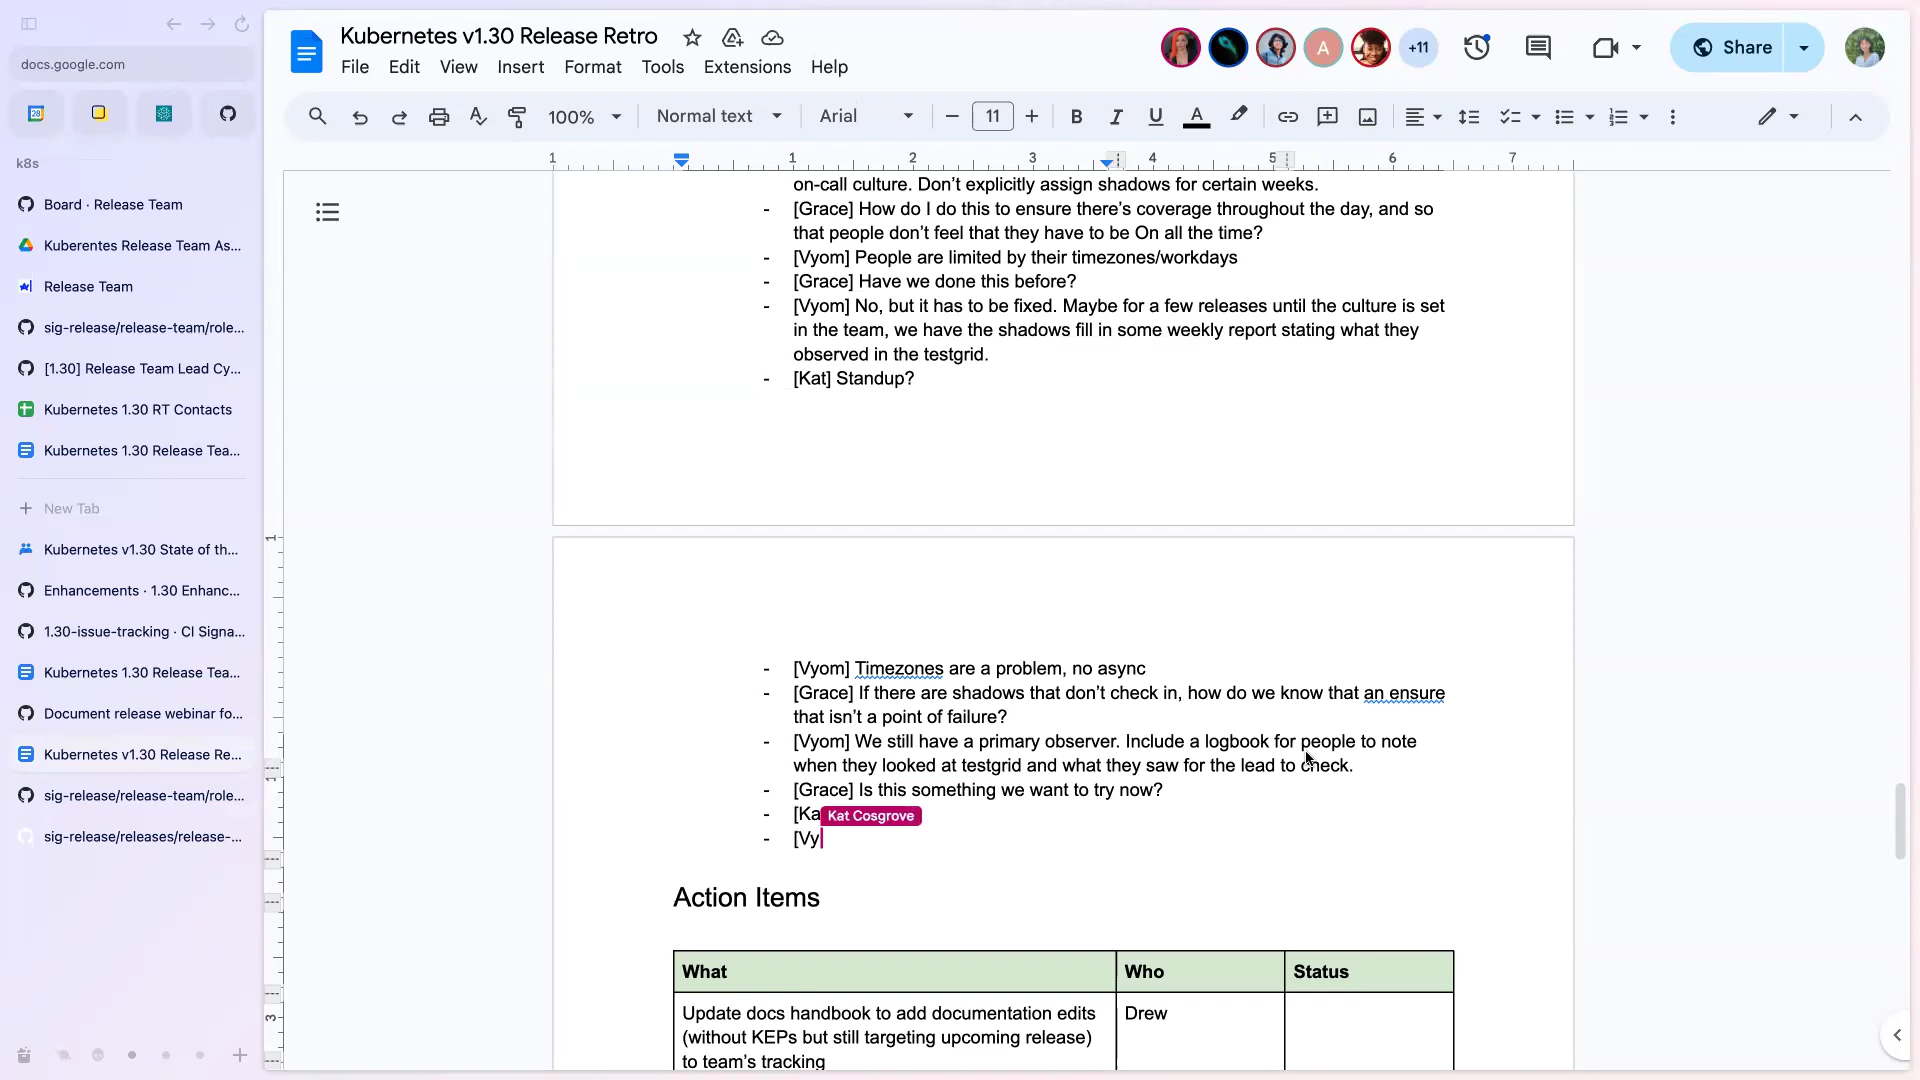 docs.google.com
k8s
Board · Release Team
Kuberentes Release Team As...
Release Team
sig-release/release-team/role...
[1.30] Release Team Lead Cy...
Kubernetes 1.30 RT Contacts
Kubernetes 1.30 Release Tea...
New Tab
Kubernetes v1.30 State of th...
Enhancements · 1.30 Enhanc...
1.30-issue-tracking · CI Signa...
Kubernetes 1.30 Release Tea...
Document release webinar fo...
Kubernetes v1.30 Release Re...
sig-release/release-team/role...
sig-release/releases/release-...
Kubernetes v1.30 Release Retro
File Edit View Insert Format Tools Extensions Help
A +11 Share
100% Normal text Arial 11 B I U A
1 1 2 3 4 5 6 7
on-call culture. Don’t explicitly assign shadows for certain weeks.
- [Grace] How do I do this to ensure there’s coverage throughout the day, and so
that people don’t feel that they have to be On all the time?
- [Vyom] People are limited by their timezones/workdays
- [Grace] Have we done this before?
- [Vyom] No, but it has to be fixed. Maybe for a few releases until the culture is set
in the team, we have the shadows fill in some weekly report stating what they
observed in the testgrid.
- [Kat] Standup?
- [Vyom] Timezones are a problem, no async
- [Grace] If there are shadows that don’t check in, how do we know that an ensure
that isn’t a point of failure?
- [Vyom] We still have a primary observer. Include a logbook for people to note
when they looked at testgrid and what they saw for the lead to check.
- [Grace] Is this something we want to try now?
- [Ka Kat Cosgrove
- [Vy
Action Items
What Who Status
Update docs handbook to add documentation edits Drew
(without KEPs but still targeting upcoming release)
to team’s tracking